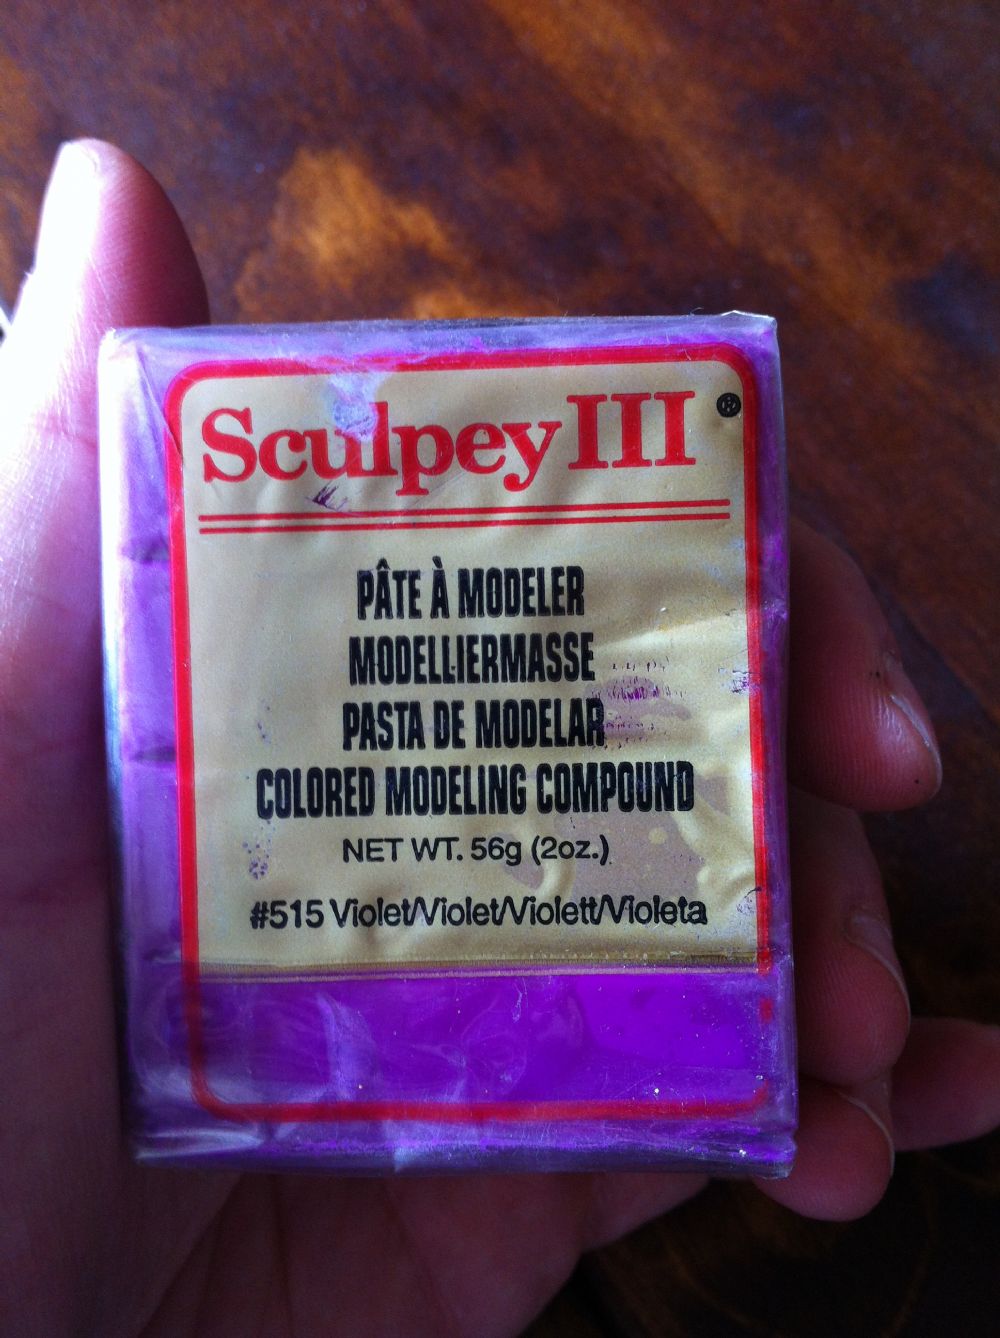 Sculpey III ®
PÂTE À MODELER
MODELLIERMASSE
PASTA DE MODELAR
COLORED MODELING COMPOUND
NET WT. 56g (2oz.)
#515 Violet/Violet/Violett/Violeta